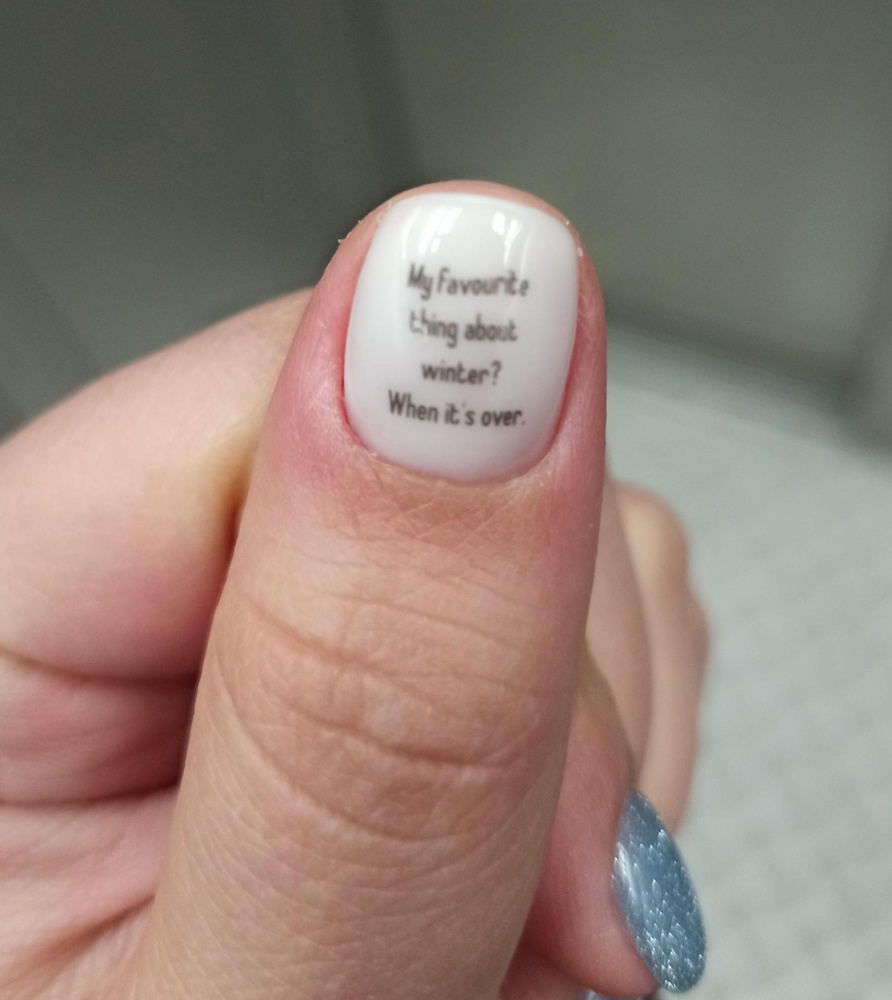 My favourite
thing about
winter?
When it's over.